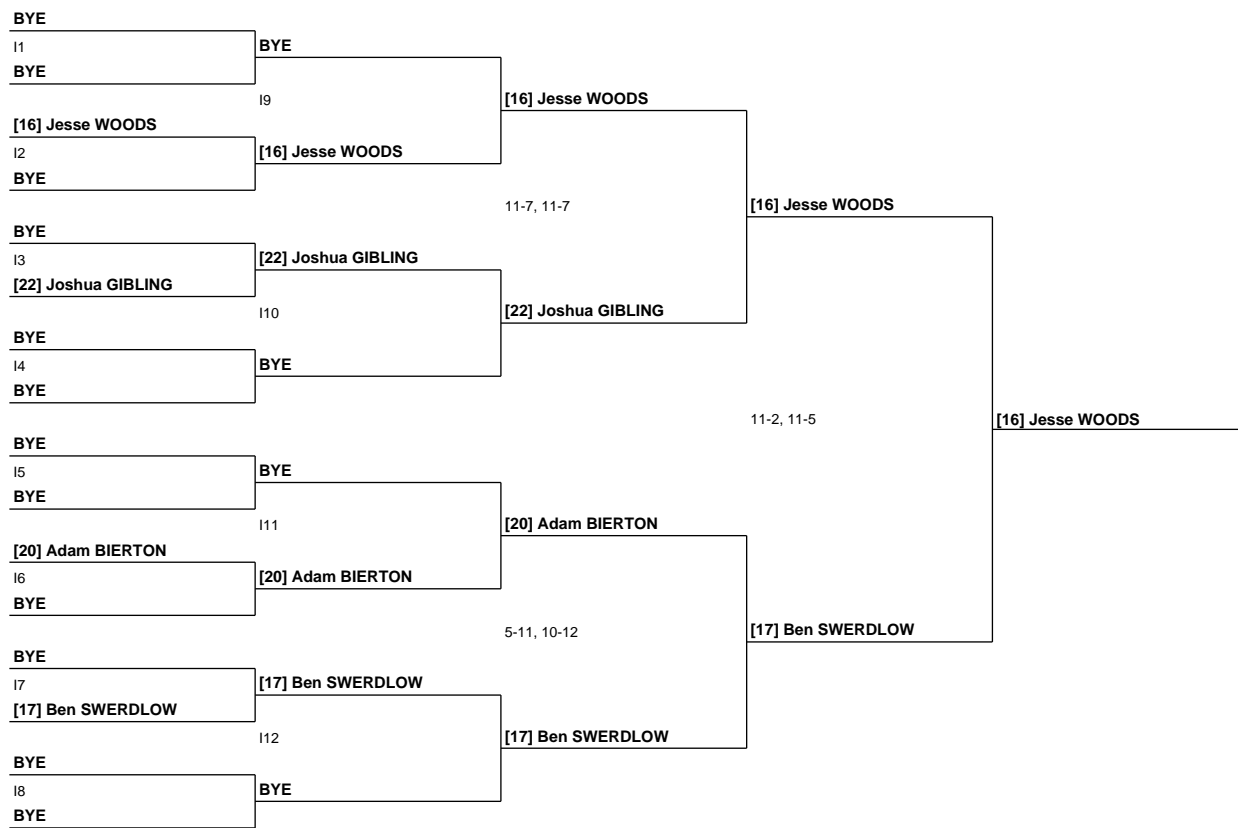 BYE
I1
BYE
BYE
I9
[16] Jesse WOODS
[16] Jesse WOODS
I2
BYE
[16] Jesse WOODS
11-7, 11-7
[16] Jesse WOODS
BYE
I3
[22] Joshua GIBLING
[22] Joshua GIBLING
I10
[22] Joshua GIBLING
BYE
I4
BYE
BYE
11-2, 11-5
[16] Jesse WOODS
BYE
I5
BYE
BYE
I11
[20] Adam BIERTON
[20] Adam BIERTON
I6
BYE
[20] Adam BIERTON
5-11, 10-12
[17] Ben SWERDLOW
BYE
I7
[17] Ben SWERDLOW
[17] Ben SWERDLOW
I12
[17] Ben SWERDLOW
BYE
I8
BYE
BYE